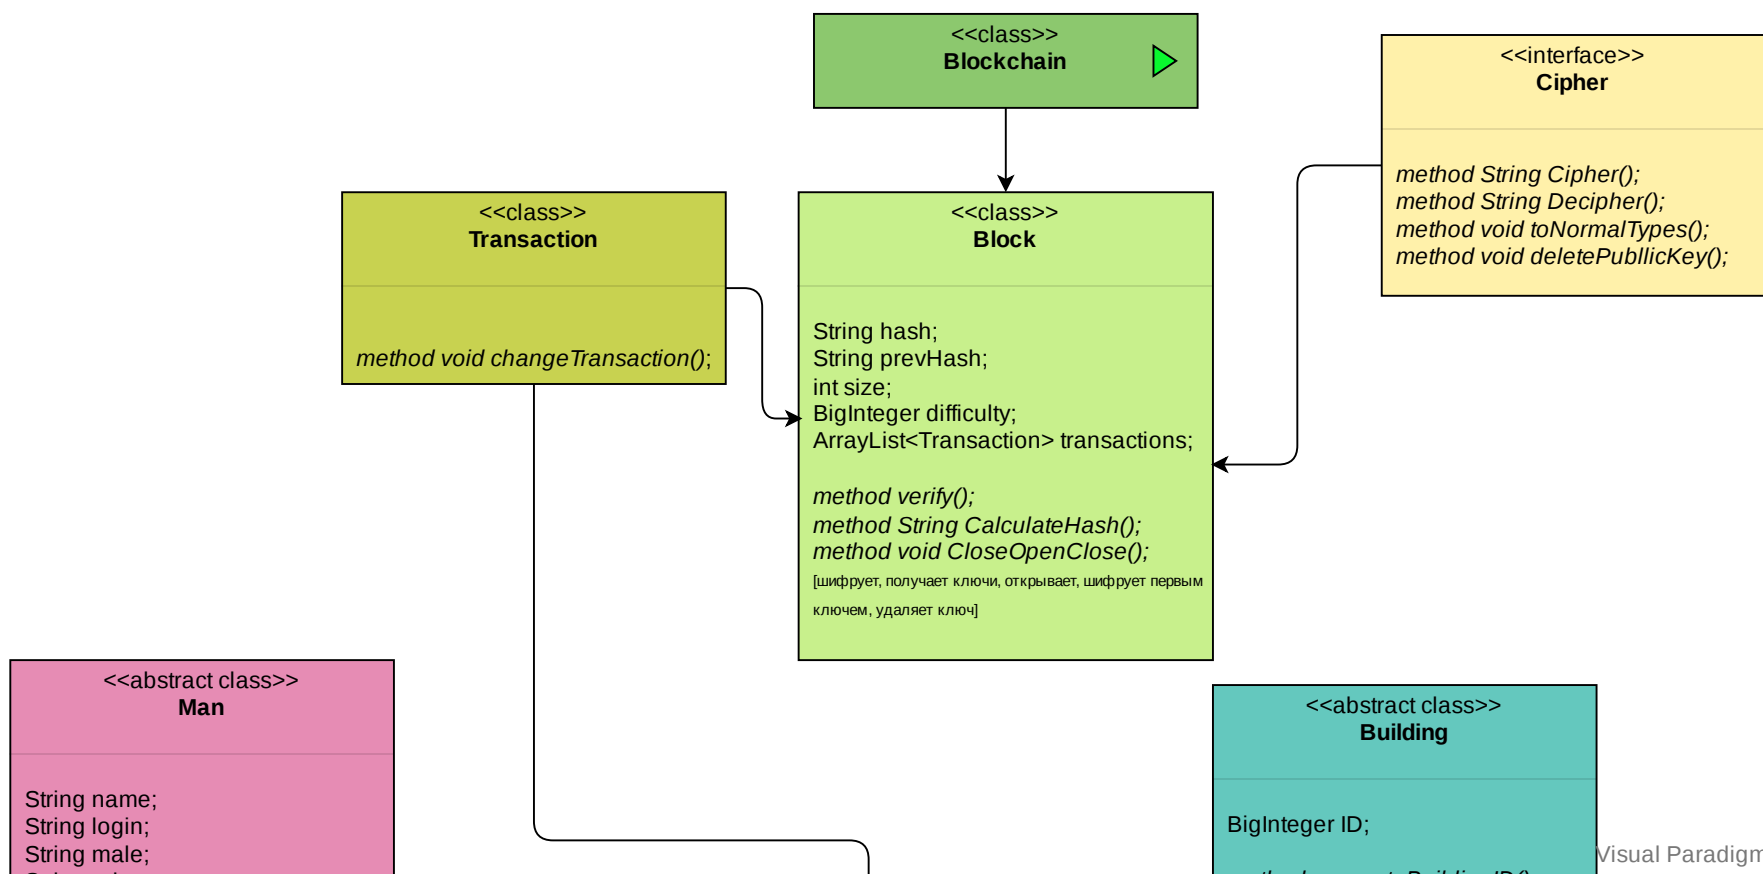 <<class>>
Blockchain
<<interface>>
Cipher
method String Cipher();
method String Decipher();
method void toNormalTypes();
method void deletePubllicKey();
<<class>>
Transaction
method void changeTransaction();
<<class>>
Block
String hash;
String prevHash;
int size;
BigInteger difficulty;
ArrayList<Transaction> transactions;
method verify();
method String CalculateHash();
method void CloseOpenClose();
[шифрует, получает ключи, открывает, шифрует первым
ключем, удаляет ключ]
<<abstract class>>
Man
String name;
String login;
String male;
<<abstract class>>
Building
BigInteger ID;
Visual Paradigm